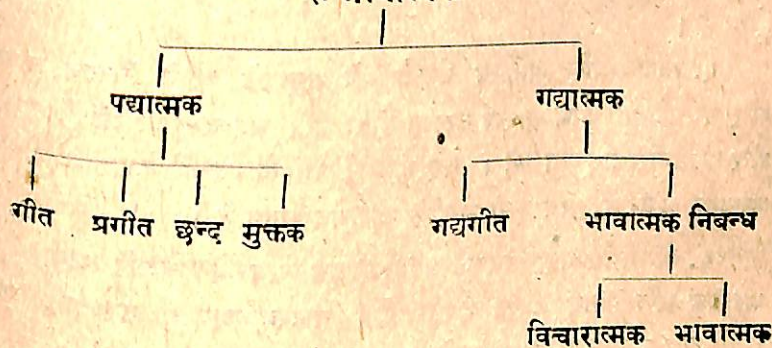 पद्यात्मक गद्यात्मक
गीत प्रगीत छन्द मुक्तक गद्यगीत भावात्मक निबन्ध
विचारात्मक भावात्मक